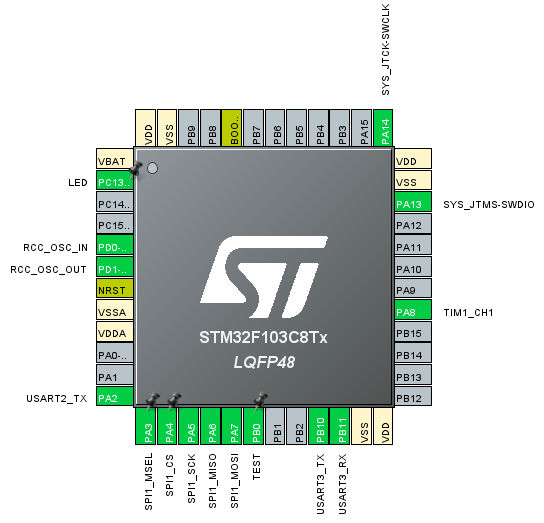 SYS_JTCK-SWCLK
VDD
VSS
PB9
PB8
BOO..
PB7
PB6
PB5
PB4
PB3
PA15
PA14
VBAT
LED
PC13..
PC14..
PC15..
RCC_OSC_IN
PD0-..
RCC_OSC_OUT
PD1-..
NRST
VSSA
VDDA
PA0-..
PA1
USART2_TX
PA2
ST
STM32F103C8Tx
LQFP48
VDD
VSS
PA13
SYS_JTMS-SWDIO
PA12
PA11
PA10
PA9
PA8
TIM1_CH1
PB15
PB14
PB13
PB12
PA3
PA4
PA5
PA6
PA7
PB0
PB1
PB2
PB10
PB11
VSS
VDD
SPI1_MSEL
SPI1_CS
SPI1_SCK
SPI1_MISO
SPI1_MOSI
TEST
USART3_TX
USART3_RX